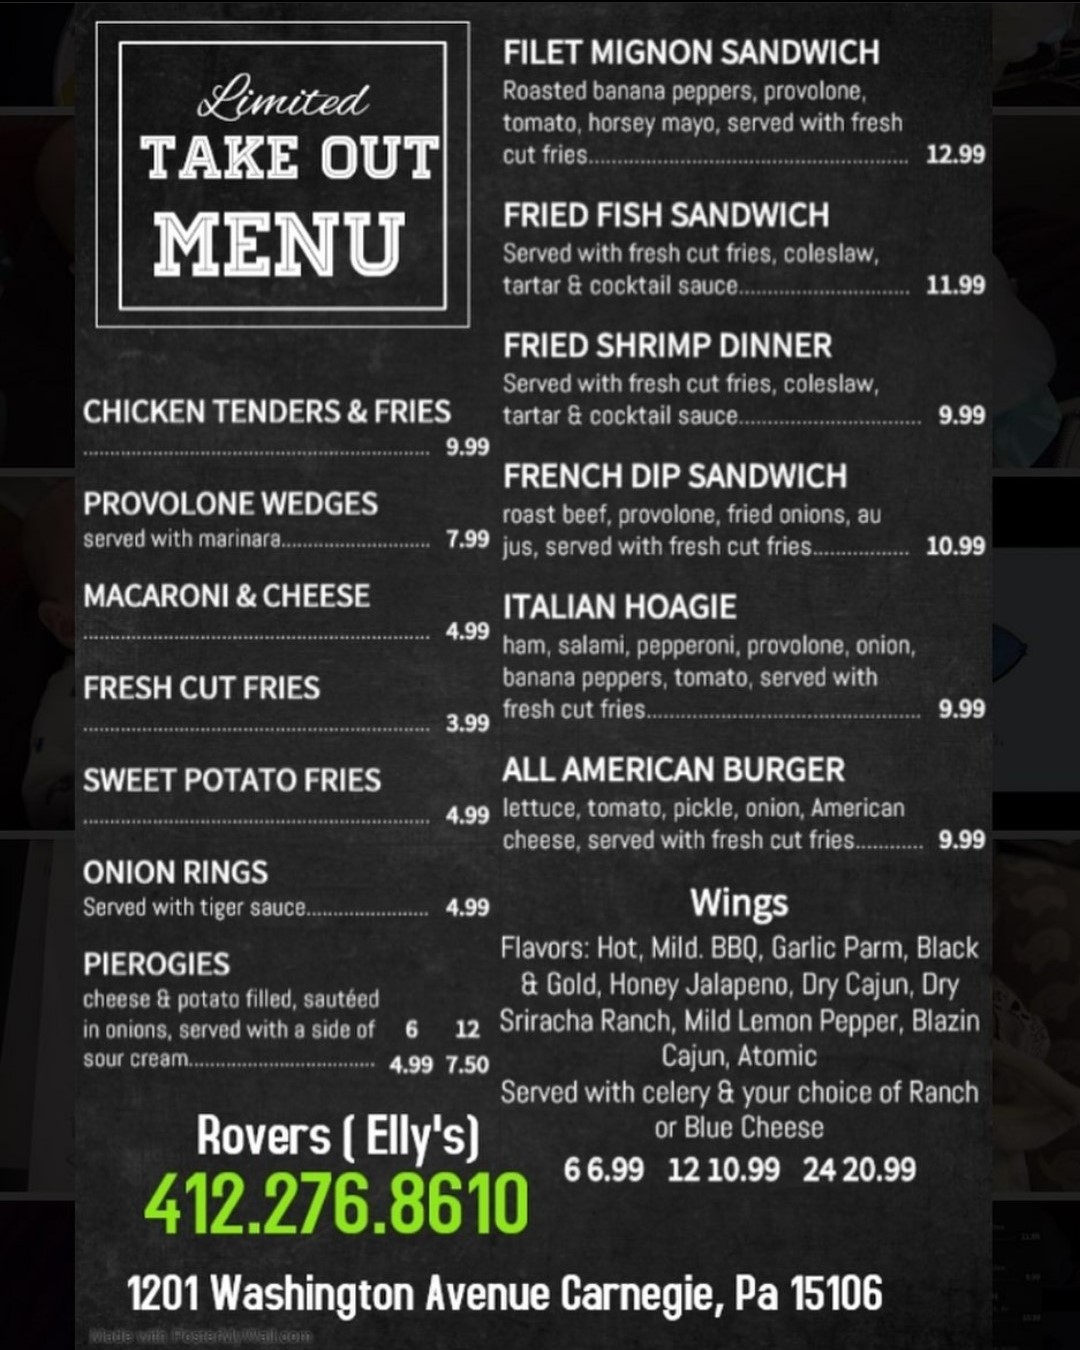 Limited
TAKE OUT
MENU
CHICKEN TENDERS & FRIES
........ 9.99
PROVOLONE WEDGES
served with marinara........ 7.99
MACARONI & CHEESE
........ 4.99
FRESH CUT FRIES
........ 3.99
SWEET POTATO FRIES
........ 4.99
ONION RINGS
Served with tiger sauce........ 4.99
PIEROGIES
cheese & potato filled, sautéed
in onions, served with a side of 6 12
sour cream........ 4.99 7.50
FILET MIGNON SANDWICH
Roasted banana peppers, provolone,
tomato, horsey mayo, served with fresh
cut fries........ 12.99
FRIED FISH SANDWICH
Served with fresh cut fries, coleslaw,
tartar & cocktail sauce........ 11.99
FRIED SHRIMP DINNER
Served with fresh cut fries, coleslaw,
tartar & cocktail sauce........ 9.99
FRENCH DIP SANDWICH
roast beef, provolone, fried onions, au
jus, served with fresh cut fries........ 10.99
ITALIAN HOAGIE
ham, salami, pepperoni, provolone, onion,
banana peppers, tomato, served with
fresh cut fries........ 9.99
ALL AMERICAN BURGER
lettuce, tomato, pickle, onion, American
cheese, served with fresh cut fries........ 9.99
Wings
Flavors: Hot, Mild. BBQ, Garlic Parm, Black
& Gold, Honey Jalapeno, Dry Cajun, Dry
Sriracha Ranch, Mild Lemon Pepper, Blazin
Cajun, Atomic
Served with celery & your choice of Ranch
or Blue Cheese
6 6.99 12 10.99 24 20.99
Rovers ( Elly's)
412.276.8610
1201 Washington Avenue Carnegie, Pa 15106
Made with PosterMyWall.com